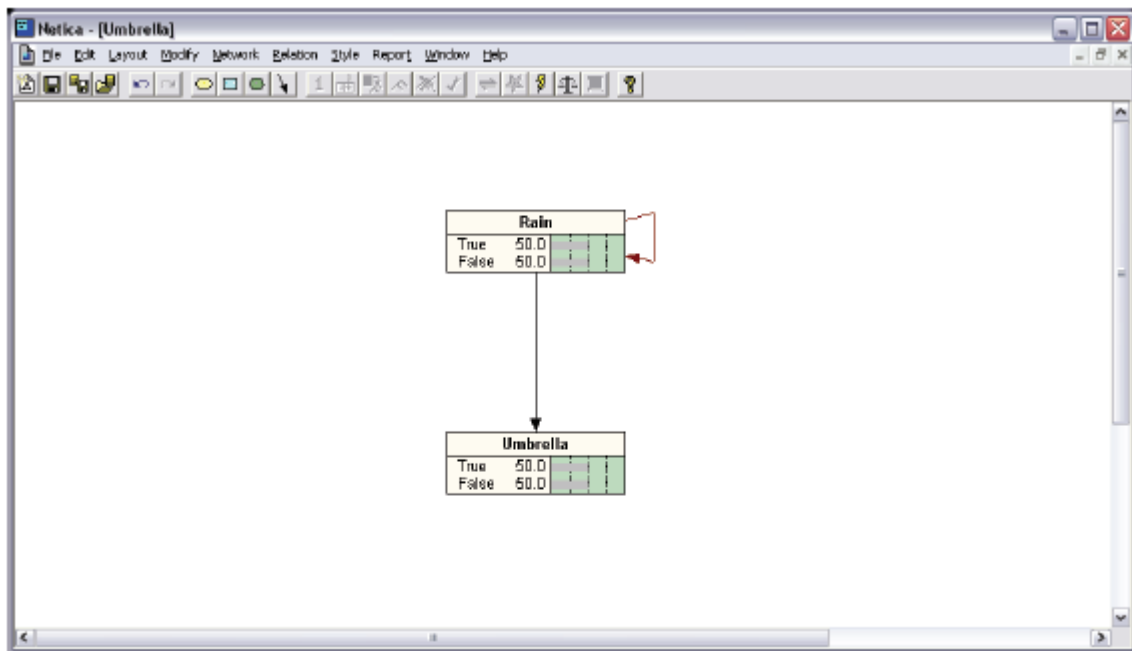 Netica - [Umbrella]
File Edit Layout Modify Network Relation Style Report Window Help
Rain
True 50.0
False 50.0
Umbrella
True 50.0
False 50.0